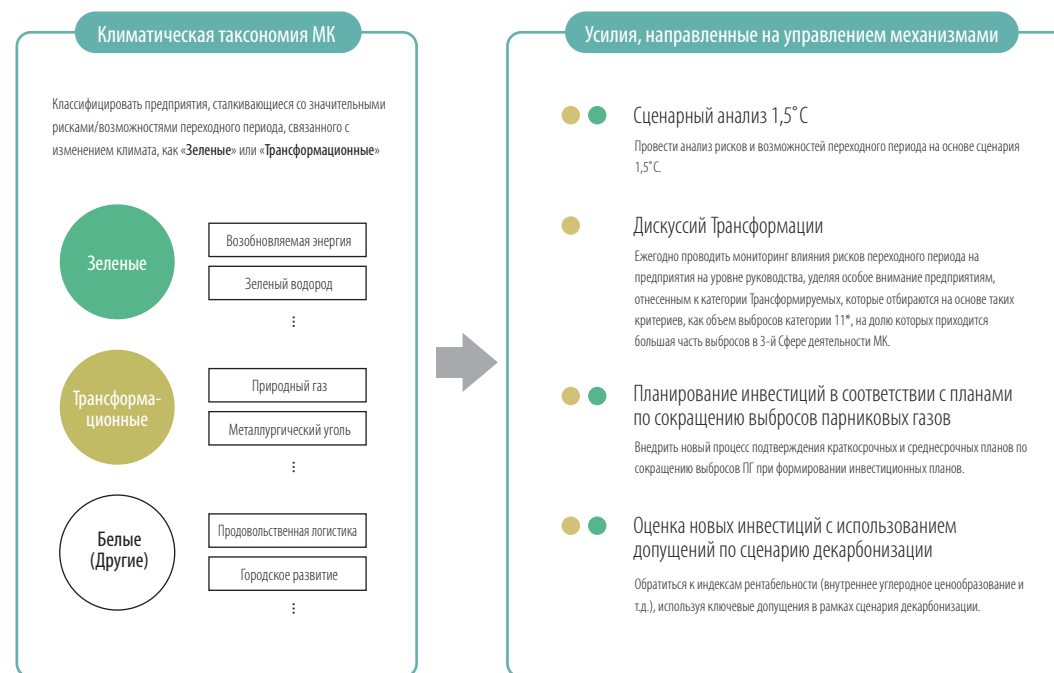 Климатическая таксономия МК
Классифицировать предприятия, сталкивающиеся со значительными
рисками/возможностями переходного периода, связанного с
изменением климата, как «Зеленые» или «Трансформационные»
Зеленые
Возобновляемая энергия
Зеленый водород
...
Трансформа-
ционные
Природный газ
Металлургический уголь
...
Белые
(Другие)
Продовольственная логистика
Городское развитие
...
Усилия, направленные на управлением механизмами
Сценарный анализ 1,5˚С
Провести анализ рисков и возможностей переходного периода на основе сценария
1,5˚С.
Дискуссий Трансформации
Ежегодно проводить мониторинг влияния рисков переходного периода на
предприятия на уровне руководства, уделяя особое внимание предприятиям,
отнесенным к категории Трансформируемых, которые отбираются на основе таких
критериев, как объем выбросов категории 11*, на долю которых приходится
большая часть выбросов в 3-й Сфере деятельности МК.
Планирование инвестиций в соответствии с планами
по сокращению выбросов парниковых газов
Внедрить новый процесс подтверждения краткосрочных и среднесрочных планов по
сокращению выбросов ПГ при формировании инвестиционных планов.
Оценка новых инвестиций с использованием
допущений по сценарию декарбонизации
Обратиться к индексам рентабельности (внутреннее углеродное ценообразование и
т.д.), используя ключевые допущения в рамках сценария декарбонизации.